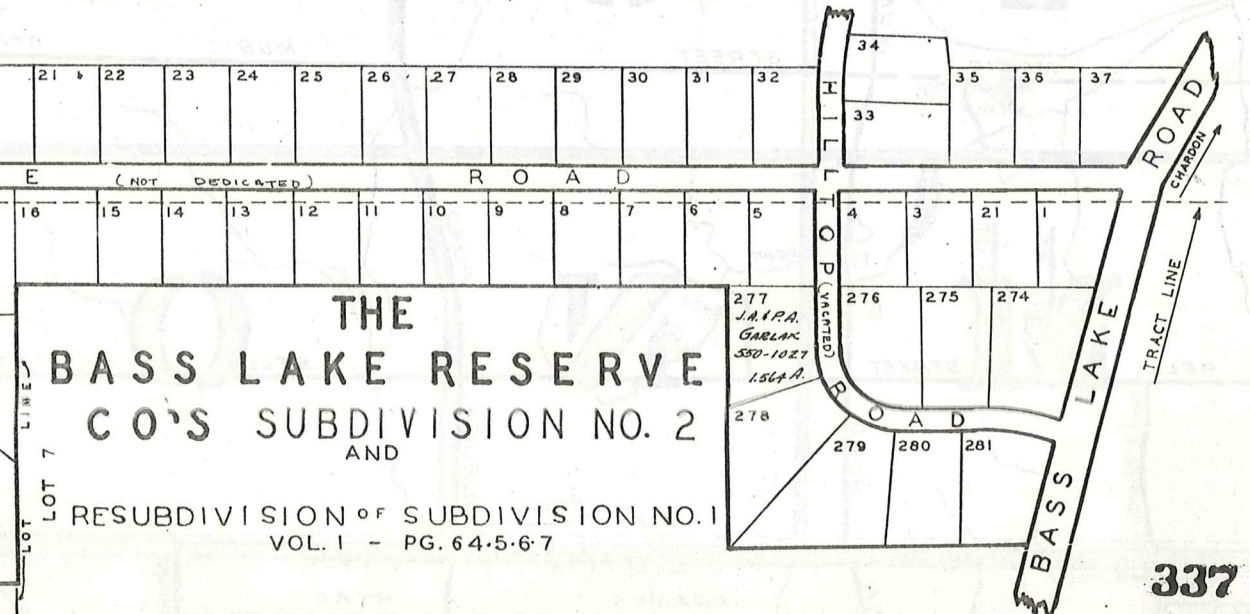 34
21 22 23 24 25 26 27 28 29 30 31 32
35 36 37
33
E (NOT DEDICATED) ROAD
HILLTOP (VACATED) ROAD
BASS LAKE ROAD
CHARDON
TRACT LINE
16 15 14 13 12 11 10 9 8 7 6 5 4 3 21 1
277
J.A. & P.A.
GARLAK
550-1027
1.564 A.
276 275 274
278
279 280 281
THE
BASS LAKE RESERVE
CO'S SUBDIVISION NO. 2
AND
RESUBDIVISION OF SUBDIVISION NO. 1
VOL. 1 - PG. 64·5·6·7
LOT 7
LOT LINE
337